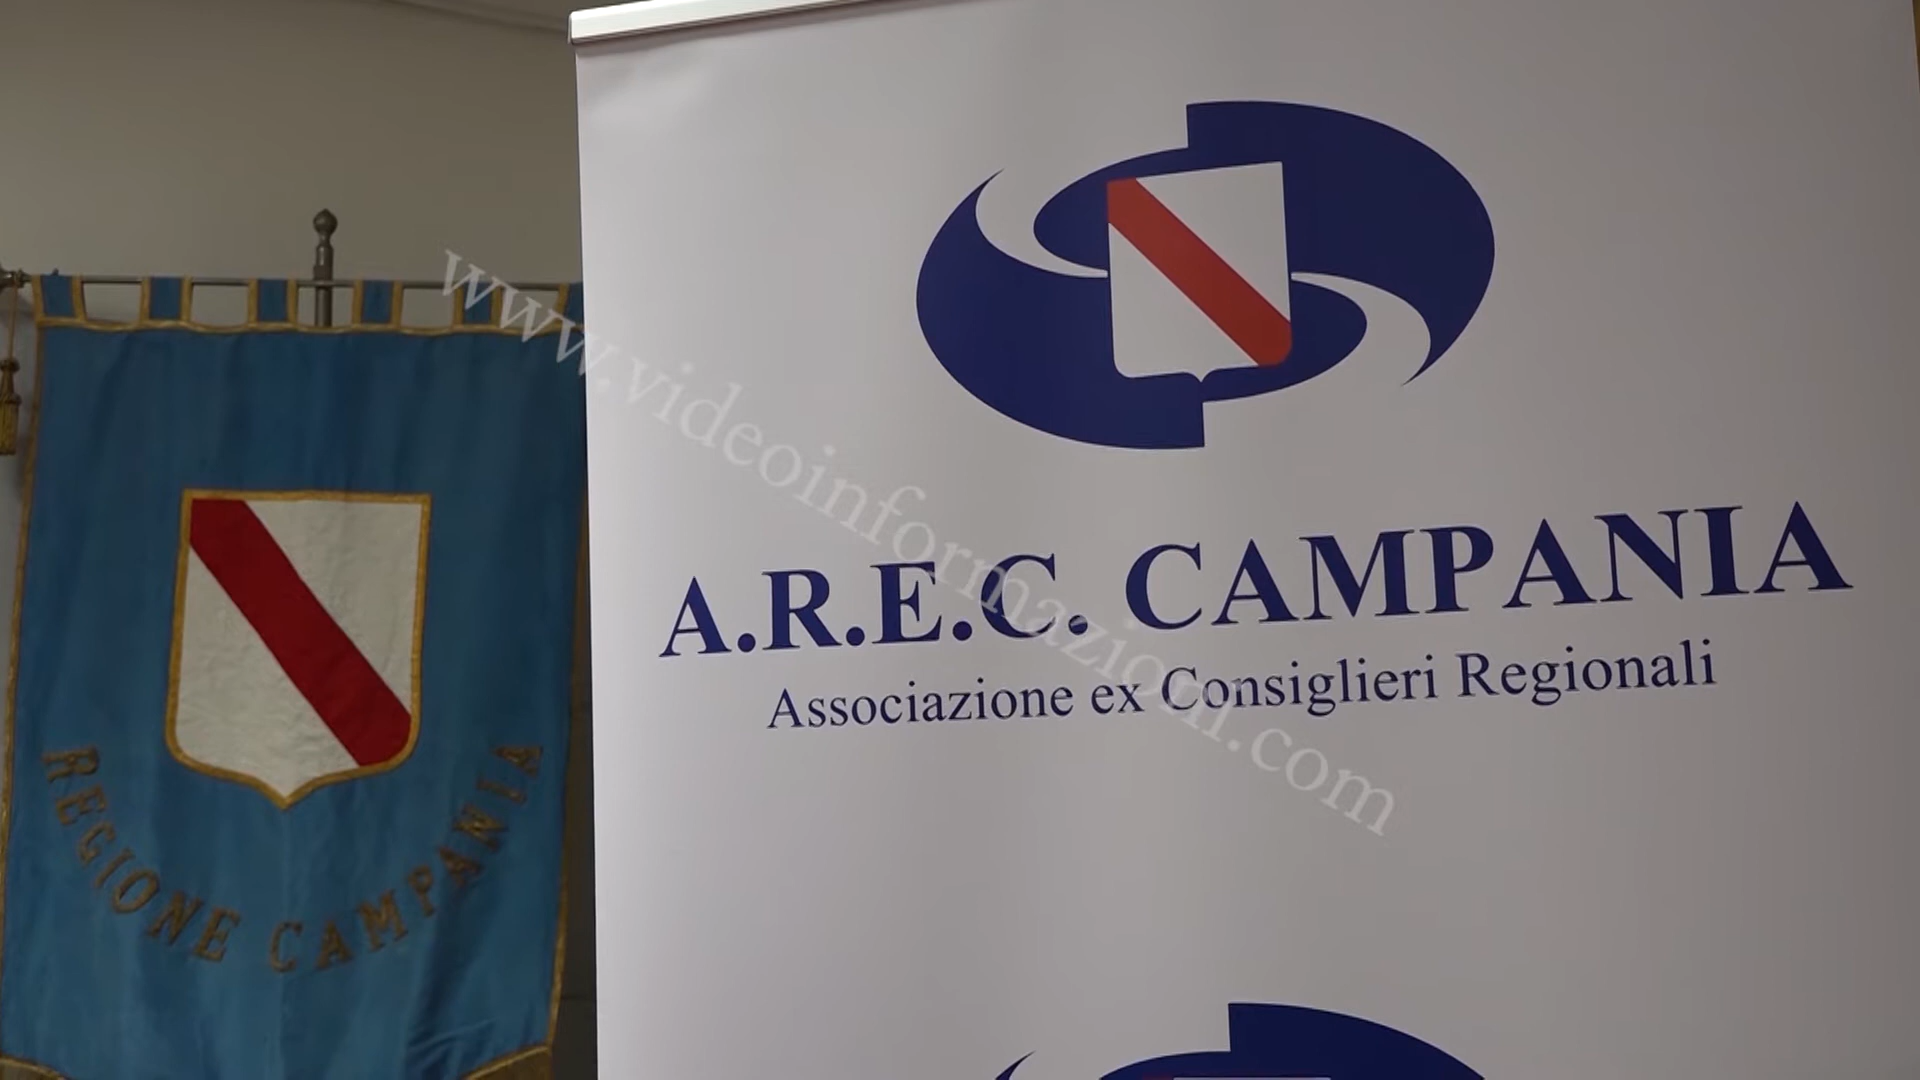 REGIONE CAMPANIA
A.R.E.C. CAMPANIA
Associazione ex Consiglieri Regionali
www.videoinformazioni.com